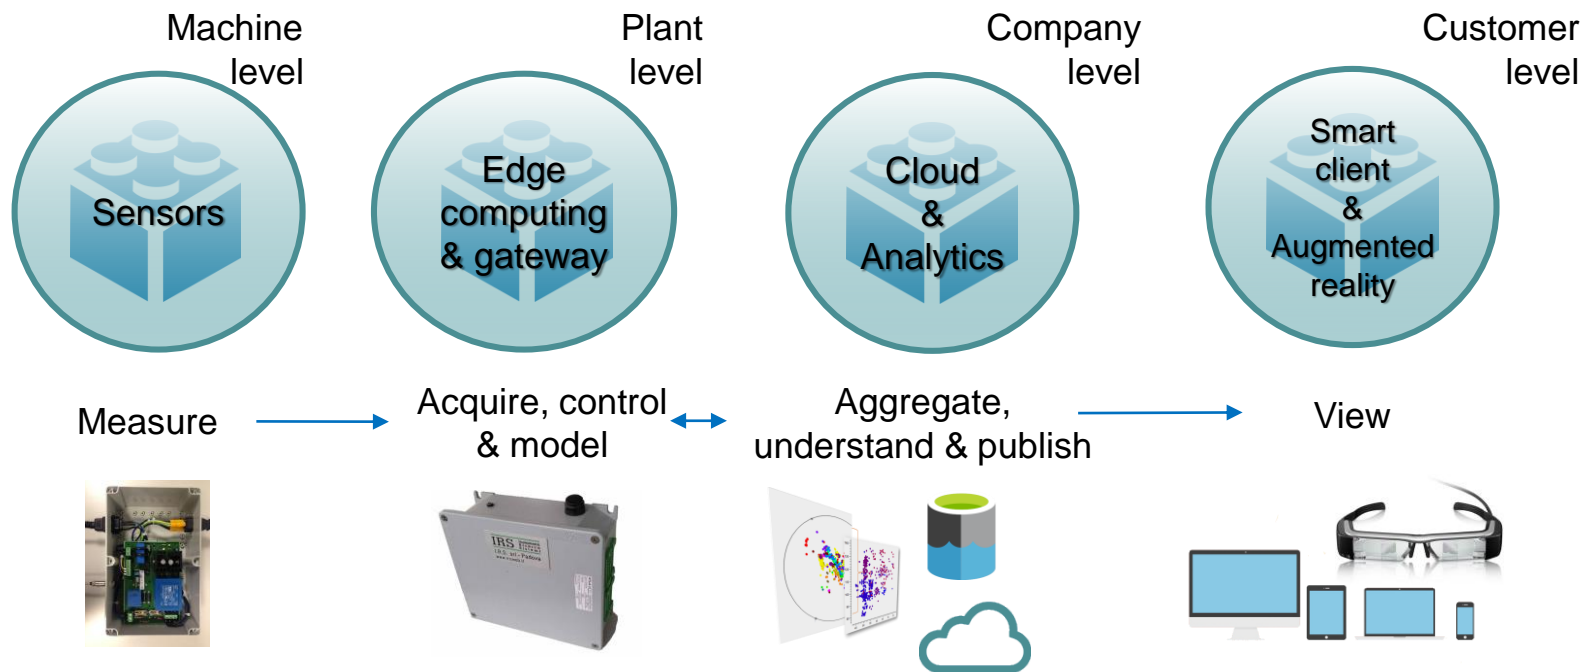 Machine
level
Plant
level
Company
level
Customer
level
Sensors
Edge
computing
& gateway
Cloud
&
Analytics
Smart
client
&
Augmented
reality
Measure
Acquire, control
& model
Aggregate,
understand & publish
View
IRS